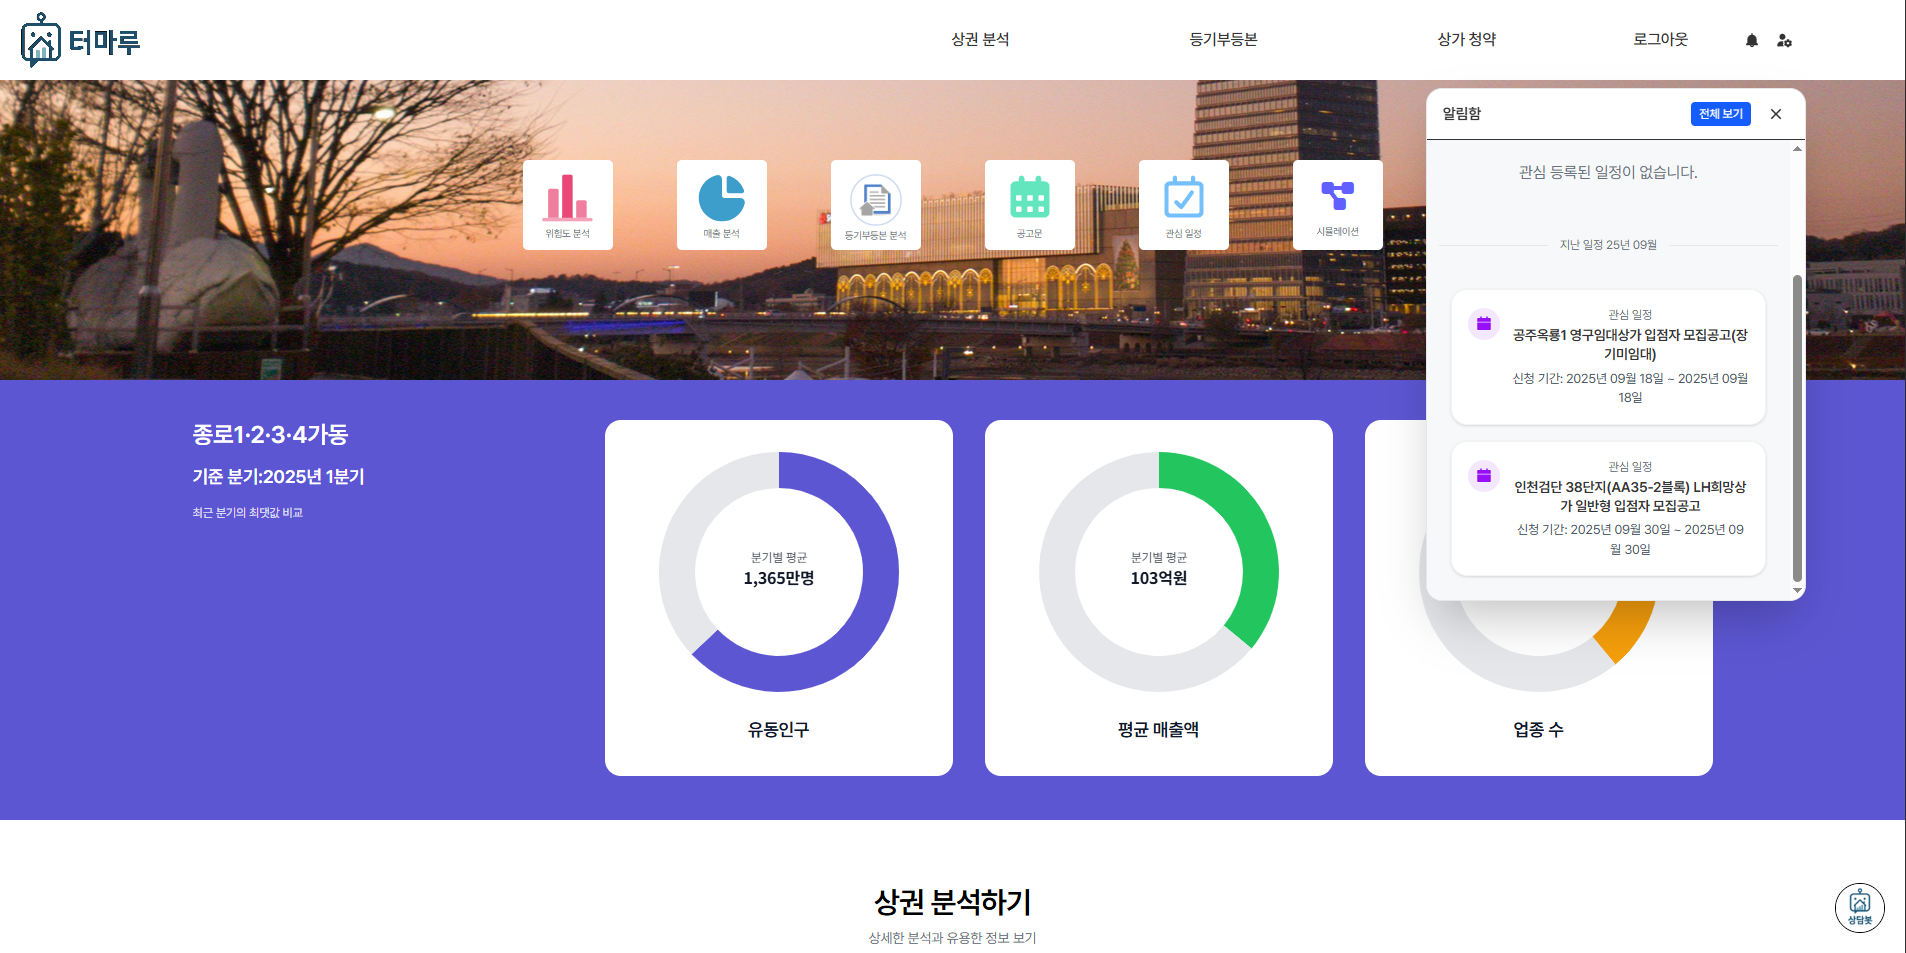 터마루
상권 분석
등기부등본
상가 청약
로그아웃
알림함
전체 보기
관심 등록된 일정이 없습니다.
지난 일정 25년 09월
관심 일정
공주옥룡1 영구임대상가 입점자 모집공고(장
기미임대)
신청 기간: 2025년 09월 18일 ~ 2025년 09월
18일
관심 일정
인천검단 38단지(AA35-2블록) LH희망상
가 일반형 입점자 모집공고
신청 기간: 2025년 09월 30일 ~ 2025년 09
월 30일
위험도 분석
매출 분석
등기부등본 분석
공고문
관심 일정
시뮬레이션
종로1·2·3·4가동
기준 분기:2025년 1분기
최근 분기의 최댓값 비교
분기별 평균
1,365만명
유동인구
분기별 평균
103억원
평균 매출액
업종 수
상권 분석하기
상세한 분석과 유용한 정보 보기
상담봇